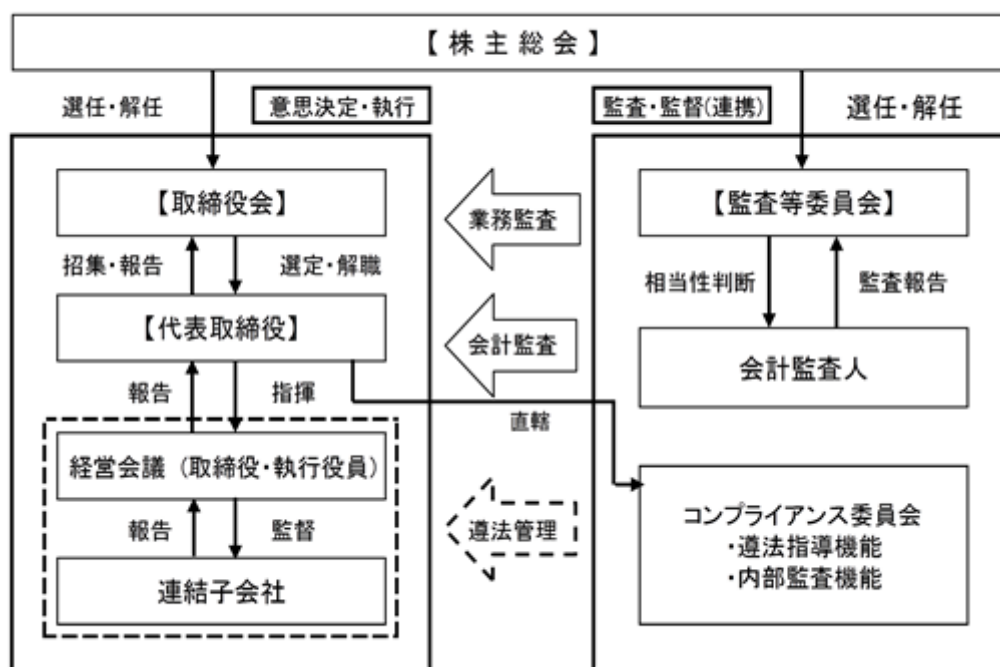 【 株 主 総 会 】
選任・解任
意思決定・執行
監査・監督(連携)
選任・解任
【取締役会】
業務監査
【監査等委員会】
招集・報告
選定・解職
相当性判断
監査報告
【代表取締役】
会計監査
会計監査人
報告
指揮
直轄
経営会議（取締役・執行役員）
報告
監督
遵法管理
コンプライアンス委員会
・遵法指導機能
・内部監査機能
連結子会社